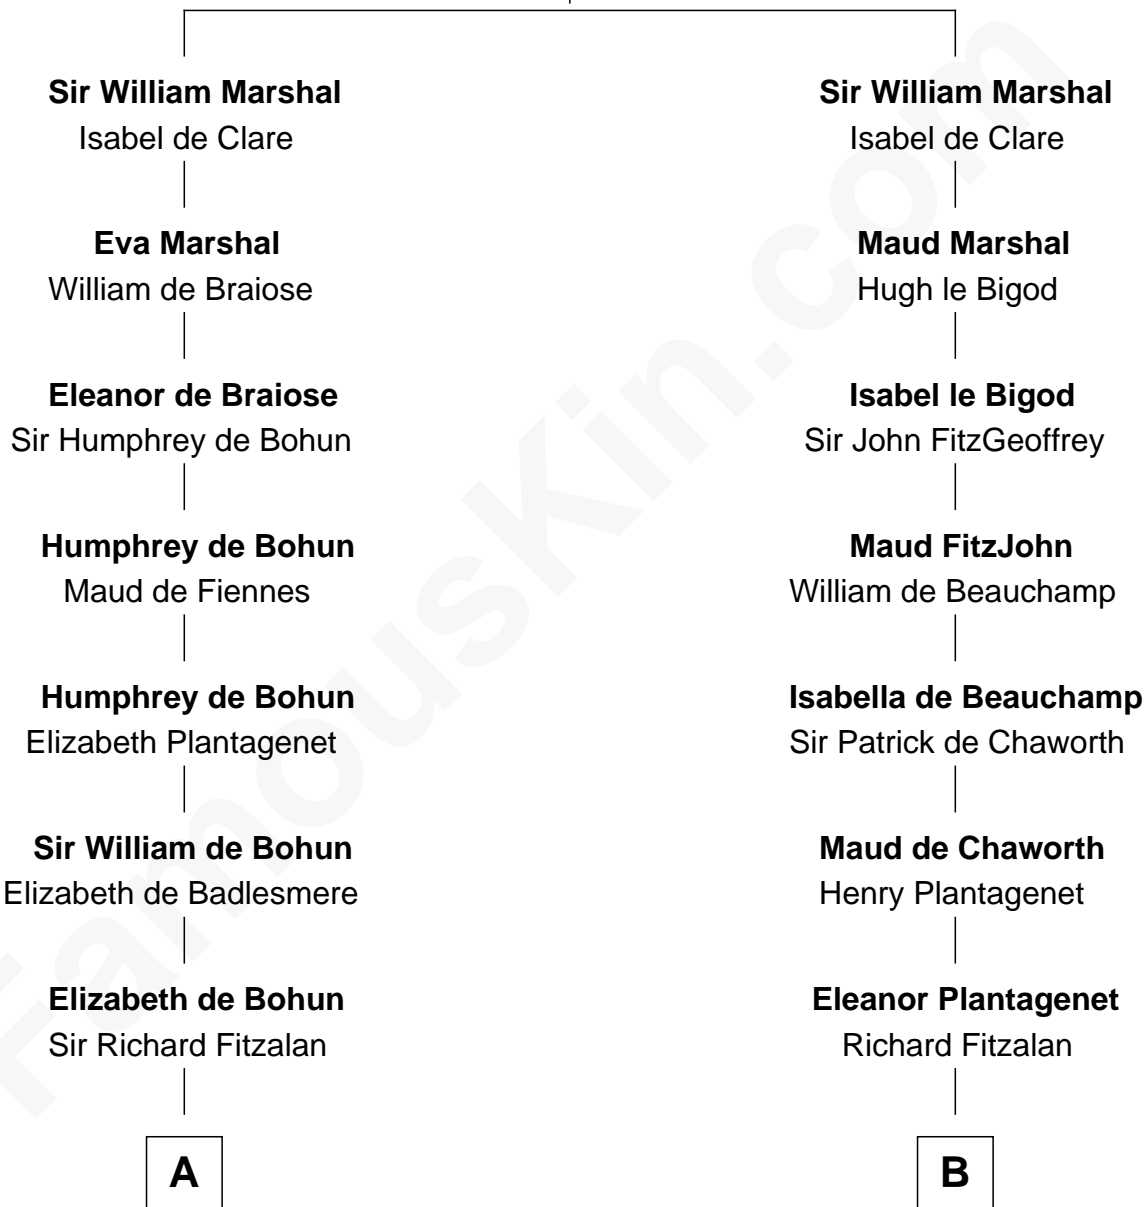 Sir William Marshal
Isabel de Clare
Eva Marshal
William de Braiose
Eleanor de Braiose
Sir Humphrey de Bohun
Humphrey de Bohun
Maud de Fiennes
Humphrey de Bohun
Elizabeth Plantagenet
Sir William de Bohun
Elizabeth de Badlesmere
Elizabeth de Bohun
Sir Richard Fitzalan
A
Sir William Marshal
Isabel de Clare
Maud Marshal
Hugh le Bigod
Isabel le Bigod
Sir John FitzGeoffrey
Maud FitzJohn
William de Beauchamp
Isabella de Beauchamp
Sir Patrick de Chaworth
Maud de Chaworth
Henry Plantagenet
Eleanor Plantagenet
Richard Fitzalan
B
FamousKin.com